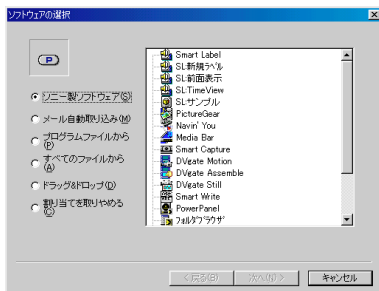 ソフトウェアの選択
P
ソニー製ソフトウェア(S)
メール自動取り込み(M)
プログラムファイルから
(P)
すべてのファイルから
(A)
ドラッグ&ドロップ(D)
割り当てを取りやめる
(C)
Smart Label
SL新規ラベル
SL前面表示
SLTimeView
SLサンプル
PictureGear
Navin' You
Media Bar
Smart Capture
DVgate Motion
DVgate Assemble
DVgate Still
Smart Write
PowerPanel
フォルダブラウザ
< 戻る(B)
次へ(N) >
キャンセル